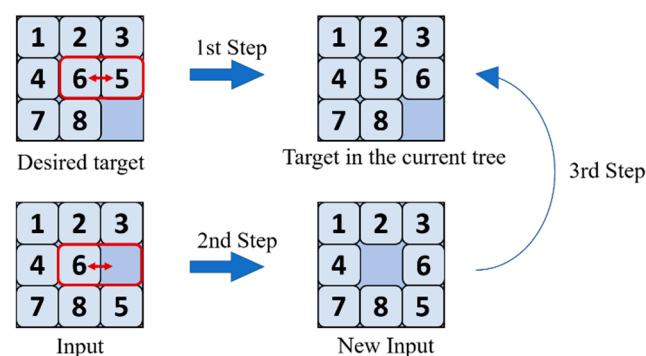 1 2 3
4 6 5
7 8
Desired target
1st Step
1 2 3
4 5 6
7 8
Target in the current tree
3rd Step
1 2 3
4 6
7 8 5
Input
2nd Step
1 2 3
4 6
7 8 5
New Input